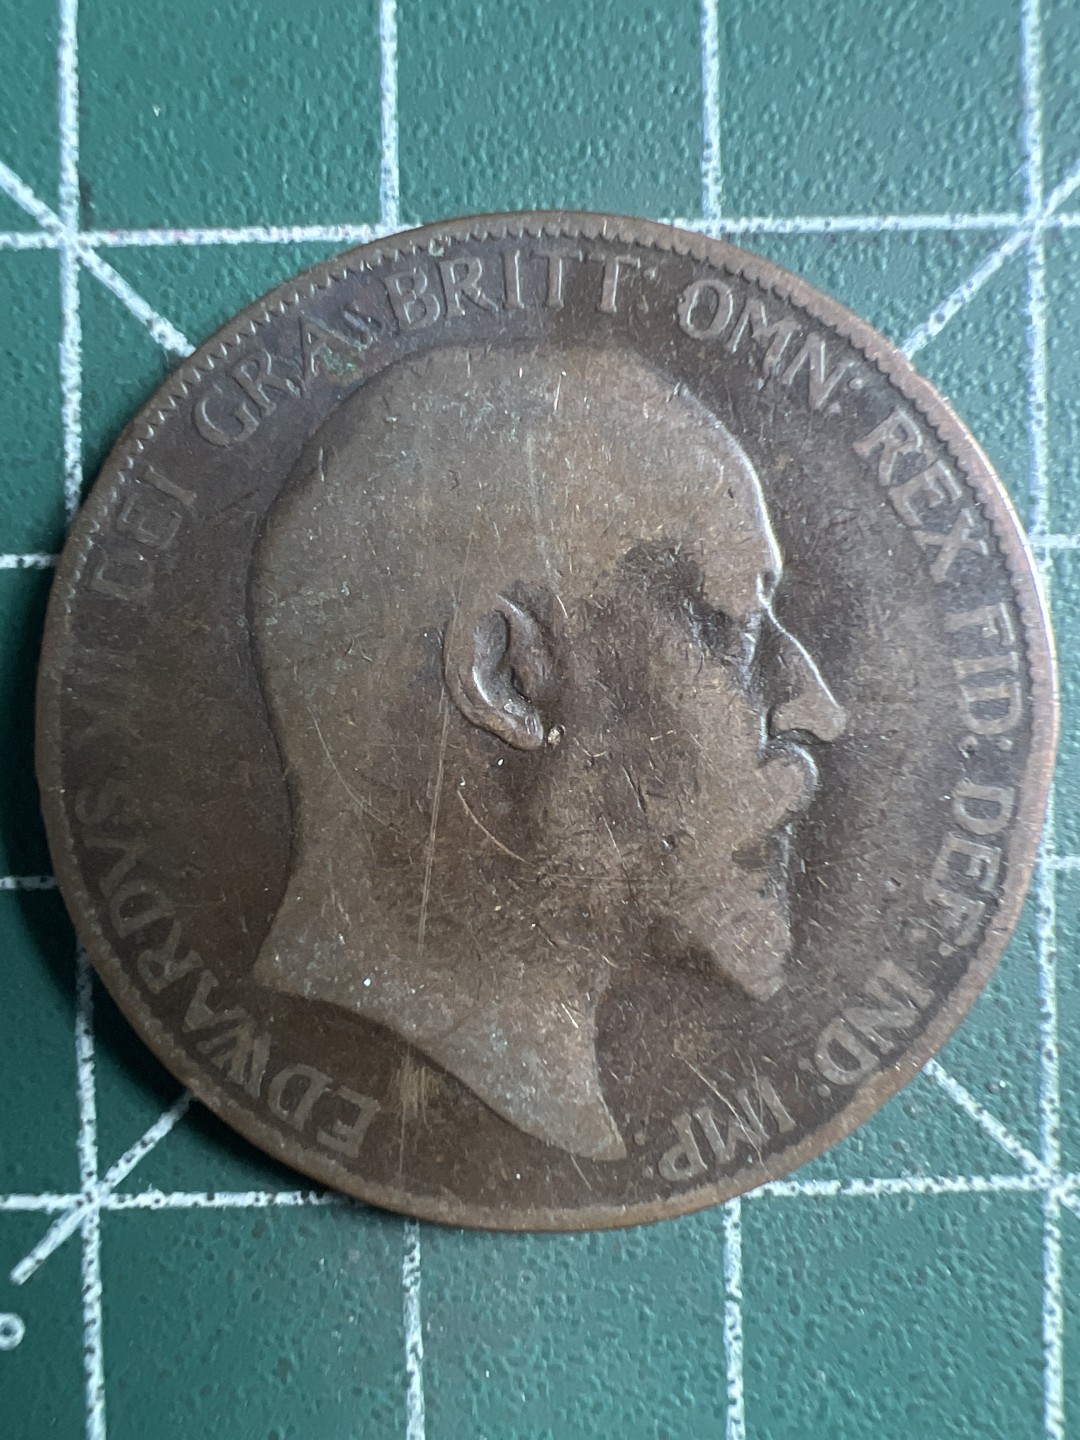 EDWARDVS VII DEI GRA: BRITT: OMN: REX FID: DEF: IND: IMP: